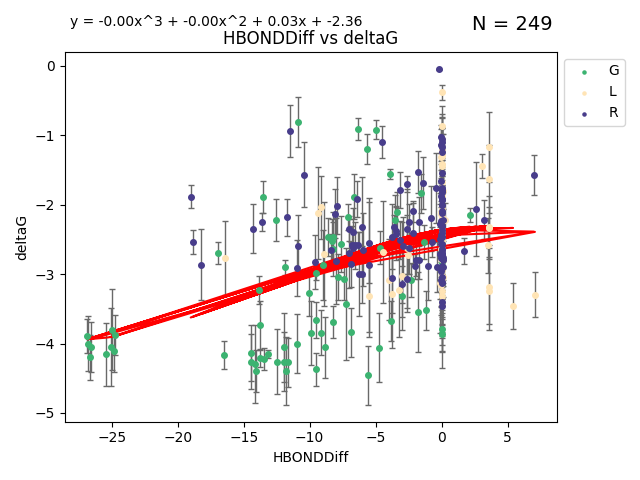 y = -0.00x^3 + -0.00x^2 + 0.03x + -2.36
N = 249
HBONDDiff vs deltaG
G
L
R
deltaG
0
−1
−2
−3
−4
−5
−25
−20
−15
−10
−5
0
5
HBONDDiff